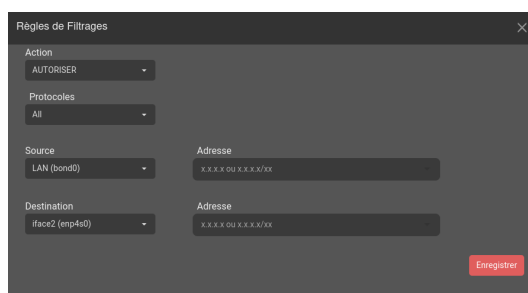 Règles de Filtrages
Action
AUTORISER
Protocoles
All
Source
Adresse
LAN (bond0)
x.x.x.x ou x.x.x.x/xx
Destination
Adresse
iface2 (enp4s0)
x.x.x.x ou x.x.x.x/xx
Enregistrer